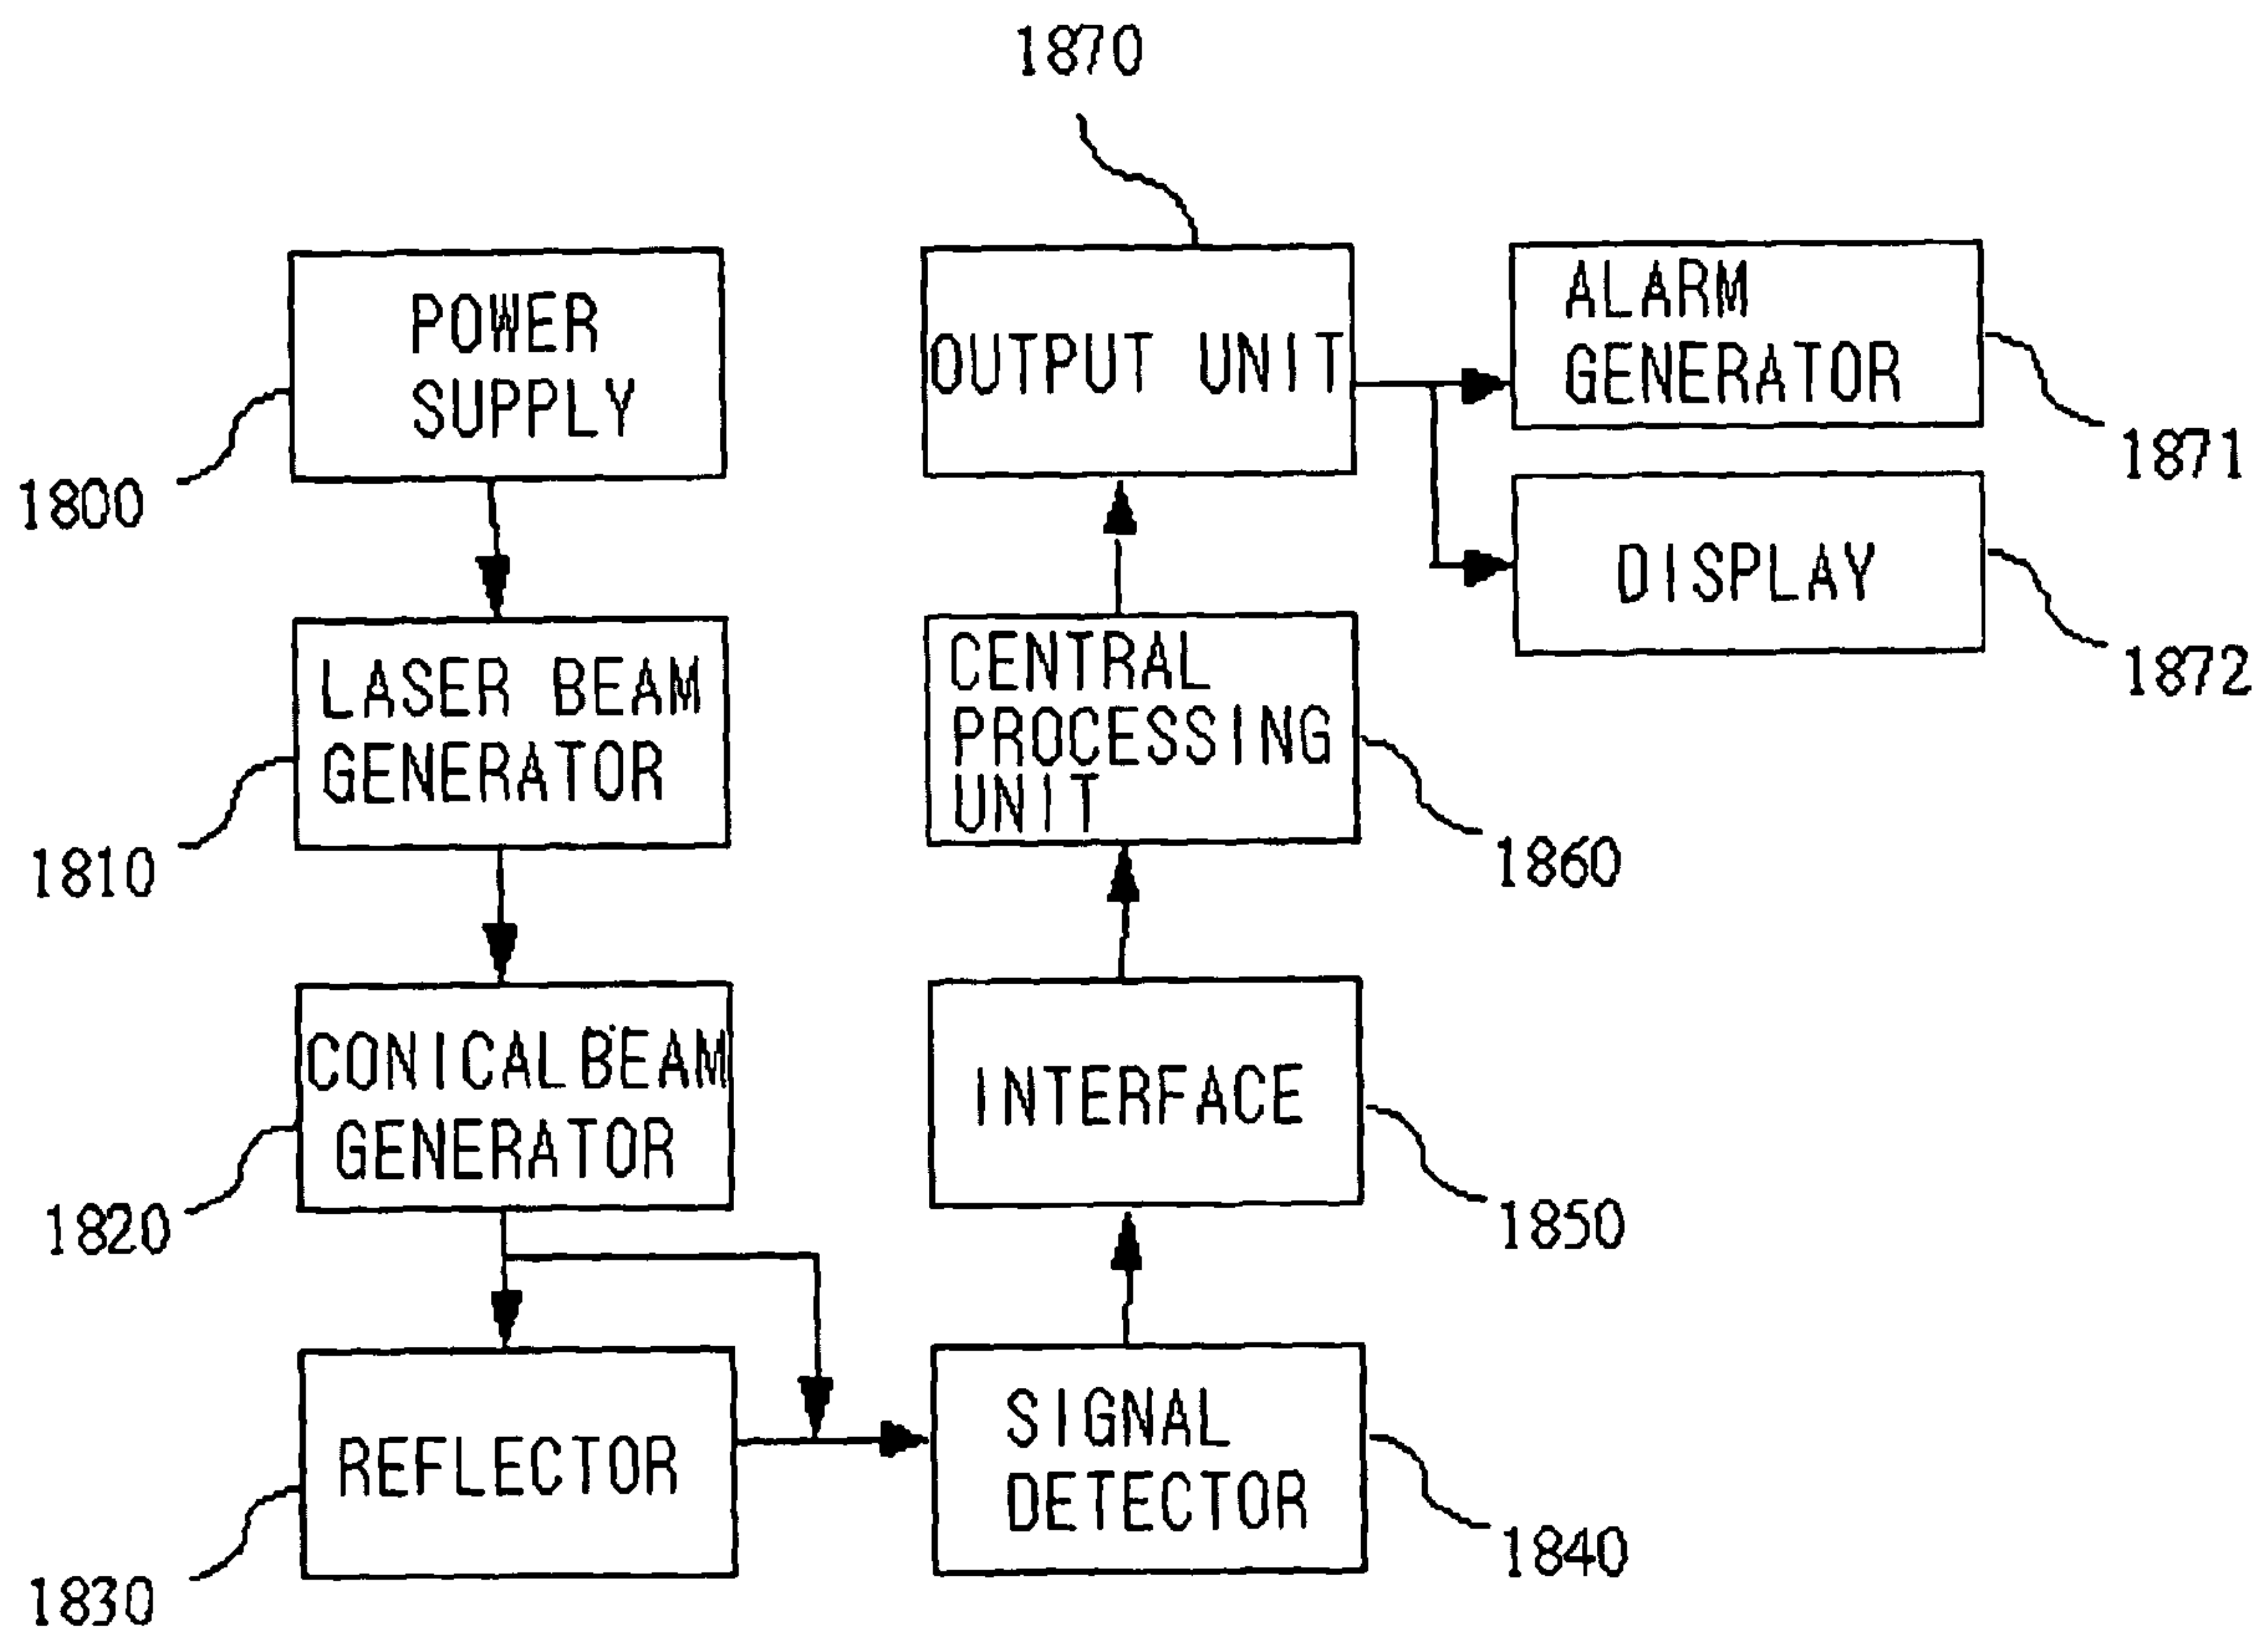 1870
POWER
SUPPLY
1800
OUTPUT UNIT
ALARM
GENERATOR
1871
DISPLAY
1872
LASER BEAM
GENERATOR
1810
CENTRAL
PROCESSING
UNIT
1860
CONICALBEAM
GENERATOR
1820
INTERFACE
1850
REFLECTOR
1830
SIGNAL
DETECTOR
1840